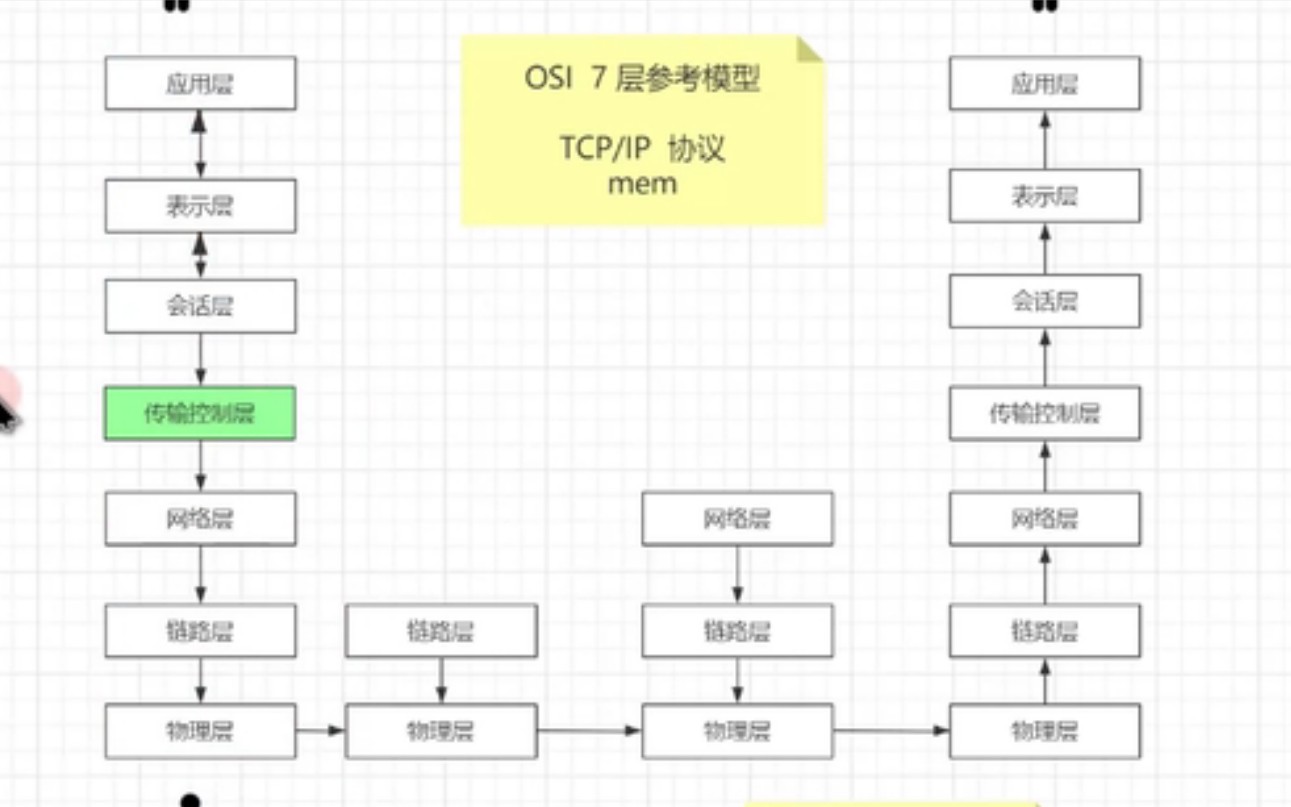 OSI 7 层参考模型
TCP/IP 协议
mem
应用层
表示层
会话层
传输控制层
网络层
链路层
物理层
链路层
物理层
网络层
链路层
物理层
应用层
表示层
会话层
传输控制层
网络层
链路层
物理层